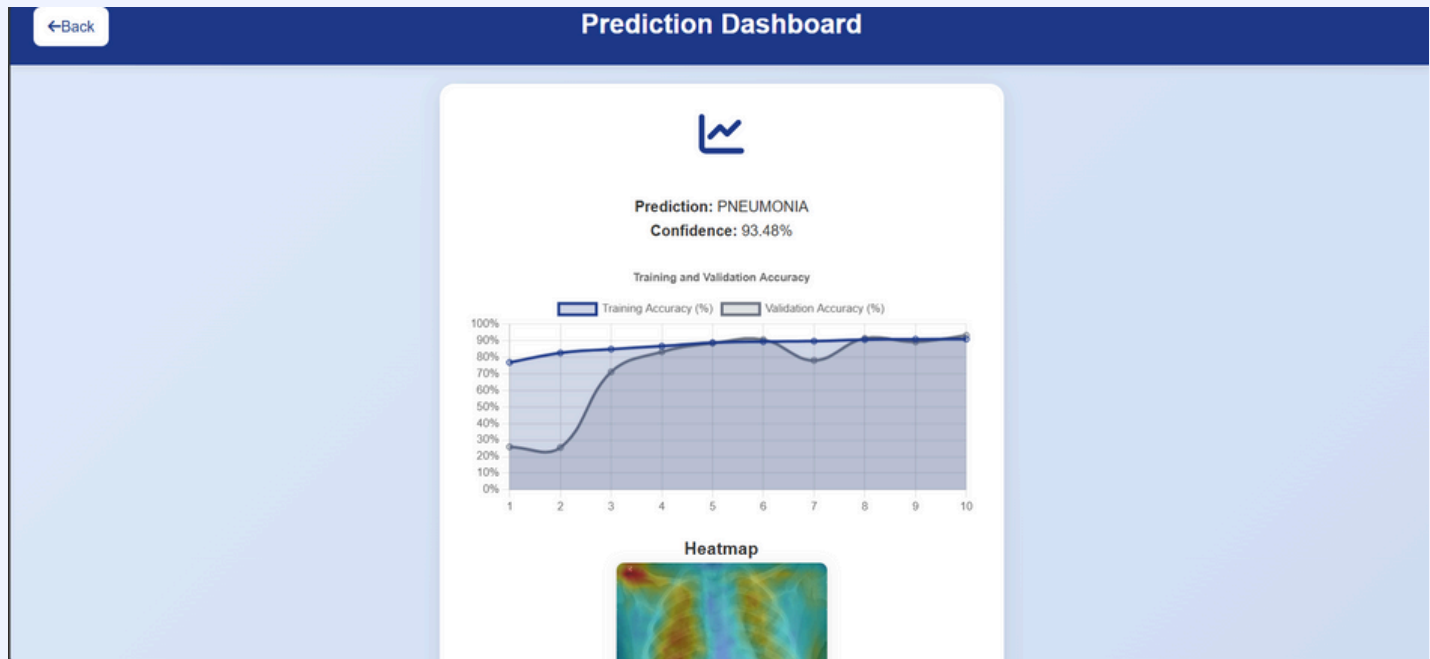 ←Back
Prediction Dashboard
Prediction: PNEUMONIA
Confidence: 93.48%
Training and Validation Accuracy
Training Accuracy (%) Validation Accuracy (%)
100%
90%
80%
70%
60%
50%
40%
30%
20%
10%
0%
1 2 3 4 5 6 7 8 9 10
Heatmap